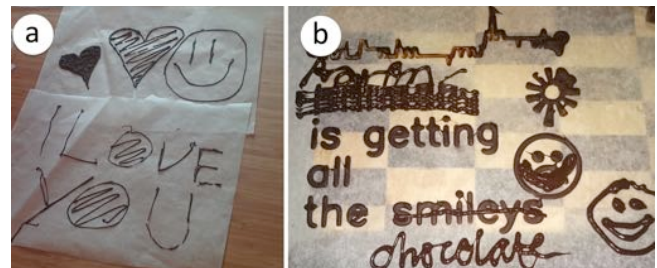 a
I LOVE
YOU
b
is getting
all
the smileys
chocolate